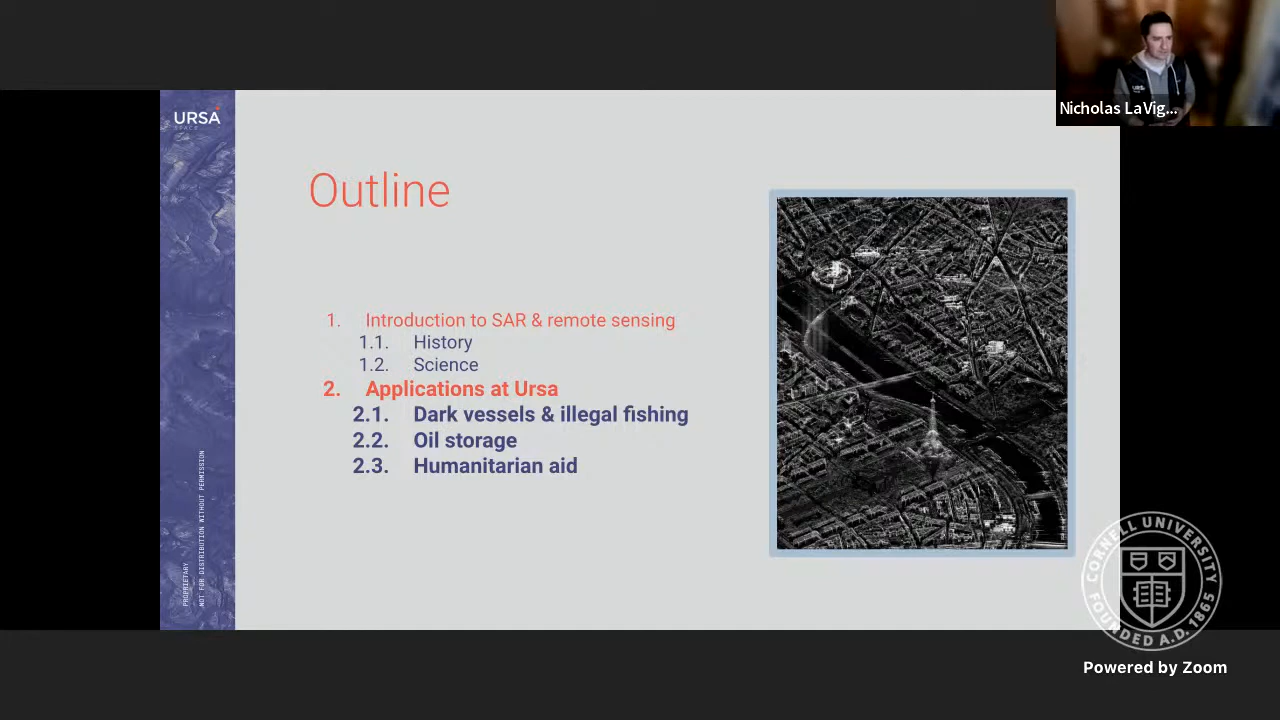 Nicholas LaVig...
URSA
SPACE
Outline
1. Introduction to SAR & remote sensing
1.1. History
1.2. Science
2. Applications at Ursa
2.1. Dark vessels & illegal fishing
2.2. Oil storage
2.3. Humanitarian aid
PROPRIETARY
NOT FOR DISTRIBUTION WITHOUT PERMISSION
CORNELL UNIVERSITY
FOUNDED A.D. 1865
Powered by Zoom